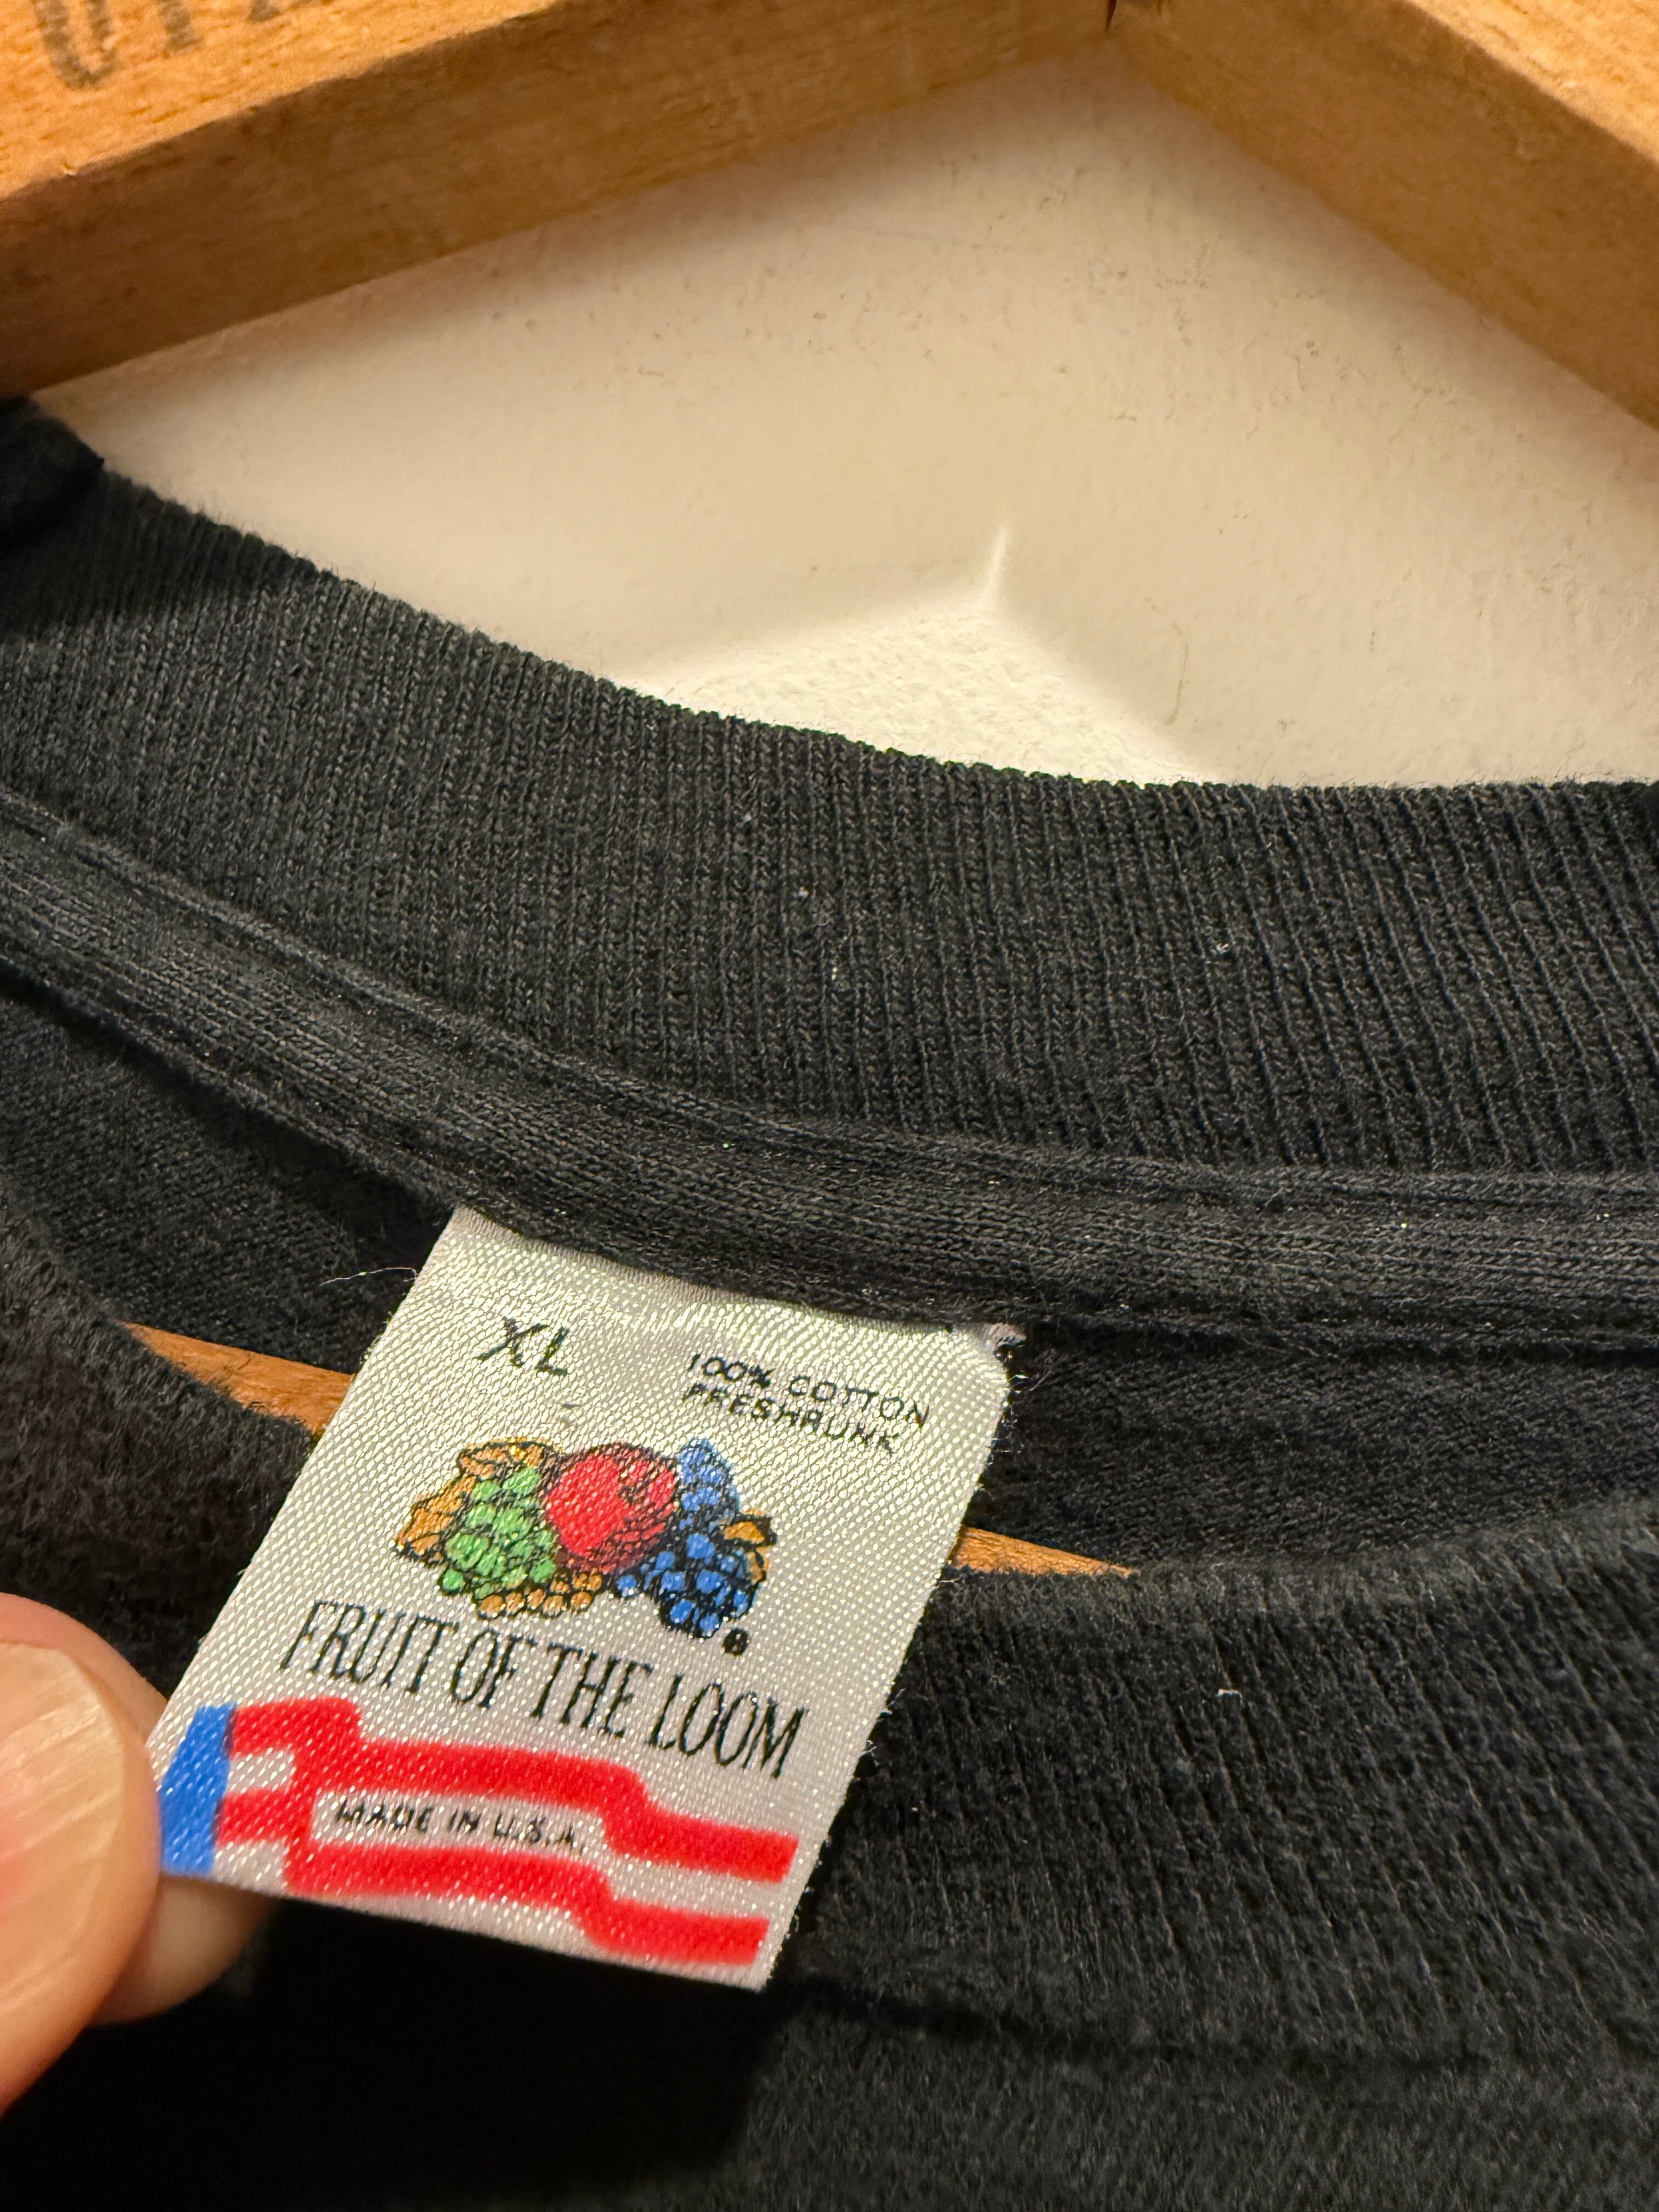 XL
100% COTTON
PRESHRUNK
®
FRUIT OF THE LOOM
MADE IN U.S.A.